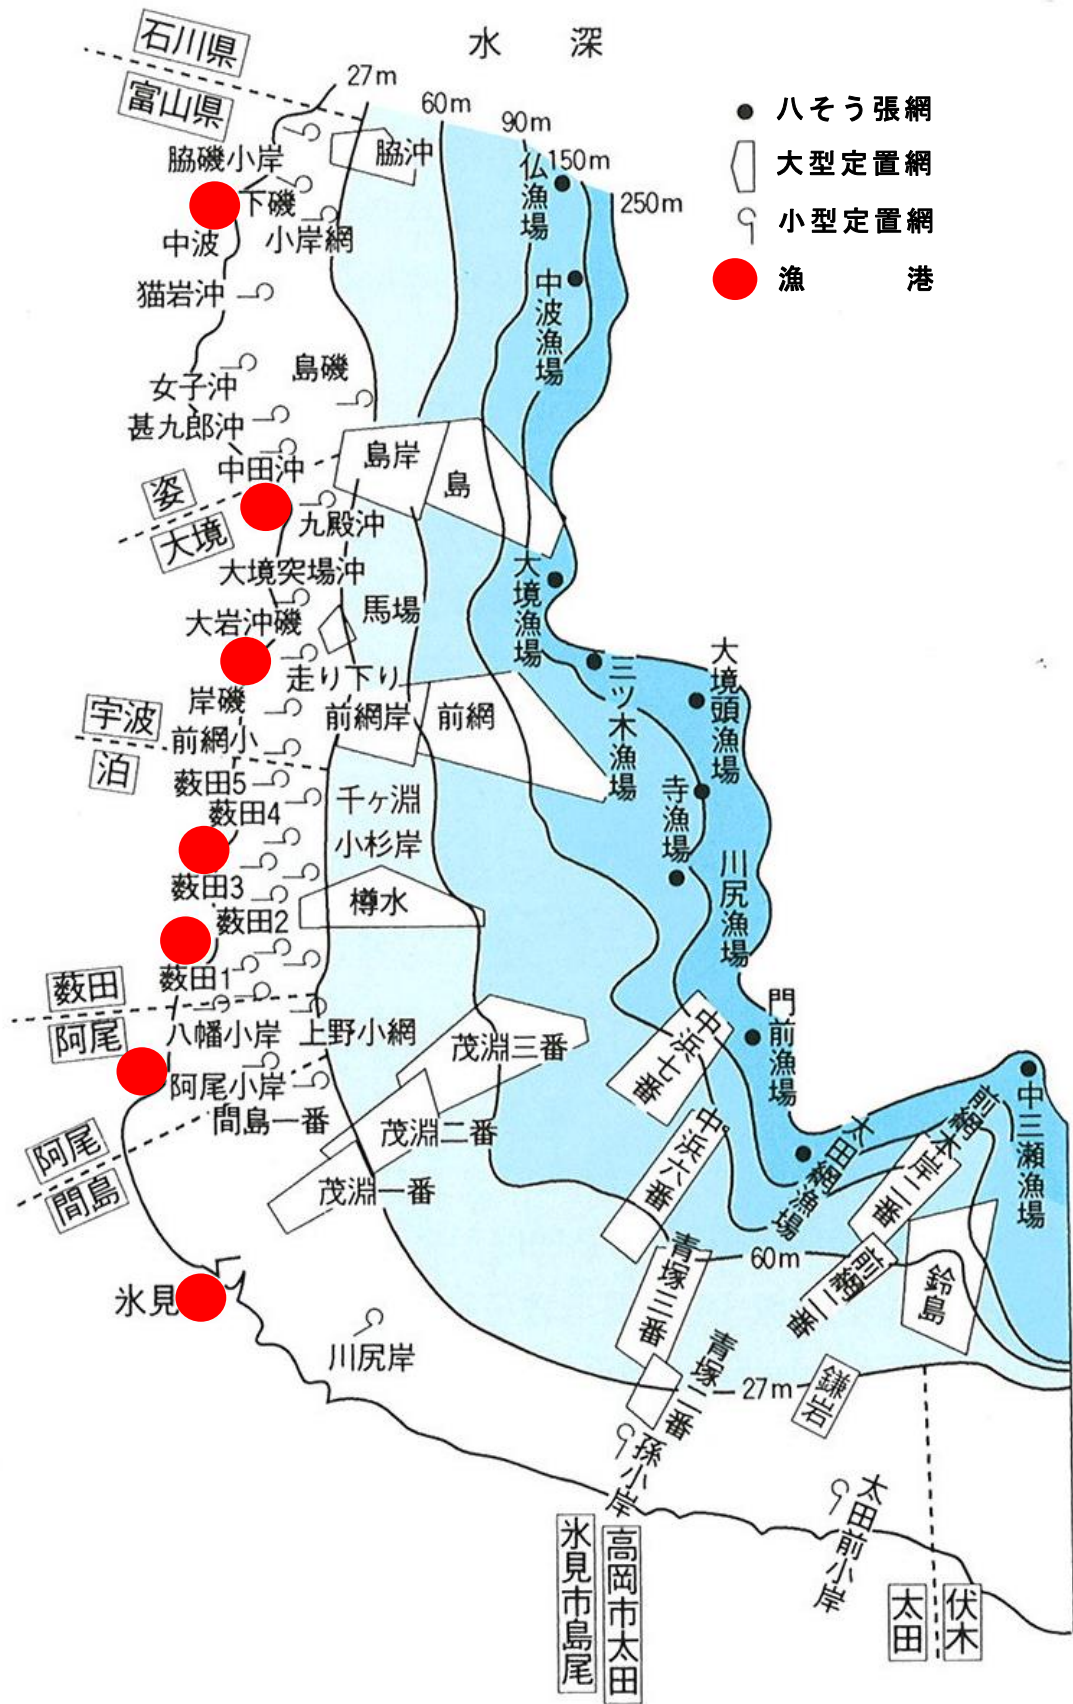 石川県
富山県
水深
27m
60m
90m
150m
250m
八そう張網
大型定置網
小型定置網
漁港
脇磯小岸
脇沖
仏漁場
下磯
中波
小岸網
猫岩沖
中波漁場
島磯
女子沖
甚九郎沖
中田沖
島岸
島
姿
大境
九殿沖
大境突場沖
大境漁場
大岩沖磯
馬場
走り下り
三ツ木漁場
大境頭漁場
岸磯
宇波
泊
前網小
前網岸
前網
薮田5
薮田4
千ヶ淵
寺漁場
小杉岸
薮田3
樽水
川尻漁場
薮田2
薮田1
薮田
阿尾
八幡小岸
上野小網
茂淵三番
中浜七番
門前漁場
阿尾小岸
間島一番
茂淵二番
中浜六番
太田網漁場
前網本岸二番
中三瀬漁場
阿尾
間島
茂淵一番
青塚三番
60m
前網二番
鈴島
氷見
川尻岸
青塚二番
27m
鎌岩
孫小岸
太田前小岸
氷見市島尾
高岡市太田
太田
伏木